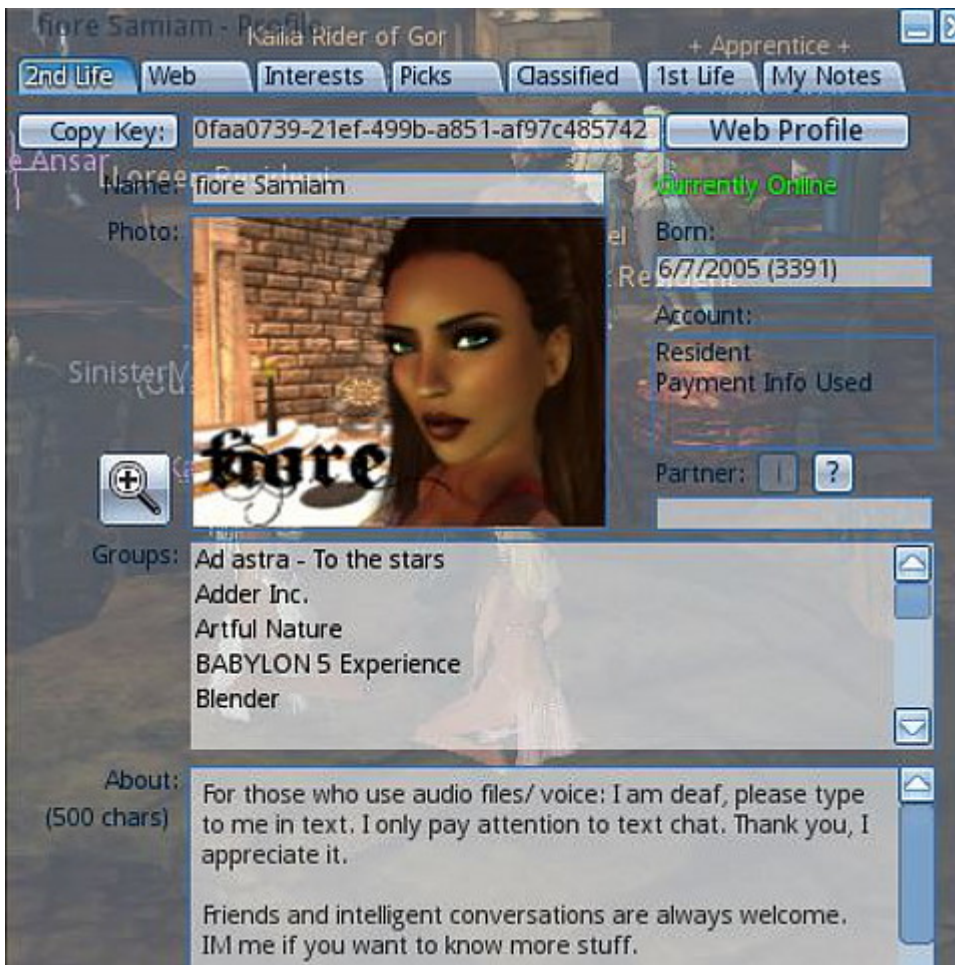 fiore Samiam - Profile
Kailia Rider of Gor
+ Apprentice +
2nd Life
Web
Interests
Picks
Classified
1st Life
My Notes
Copy Key:
0faa0739-21ef-499b-a851-af97c485742
Web Profile
e Ansar
Name:
fiore Samiam
Currently Online
Photo:
Born:
6/7/2005 (3391)
Account:
Resident
Payment Info Used
fiore
Partner:
i
?
Groups:
Ad astra - To the stars
Adder Inc.
Artful Nature
BABYLON 5 Experience
Blender
About:
(500 chars)
For those who use audio files/ voice: I am deaf, please type
to me in text. I only pay attention to text chat. Thank you, I
appreciate it.
Friends and intelligent conversations are always welcome.
IM me if you want to know more stuff.